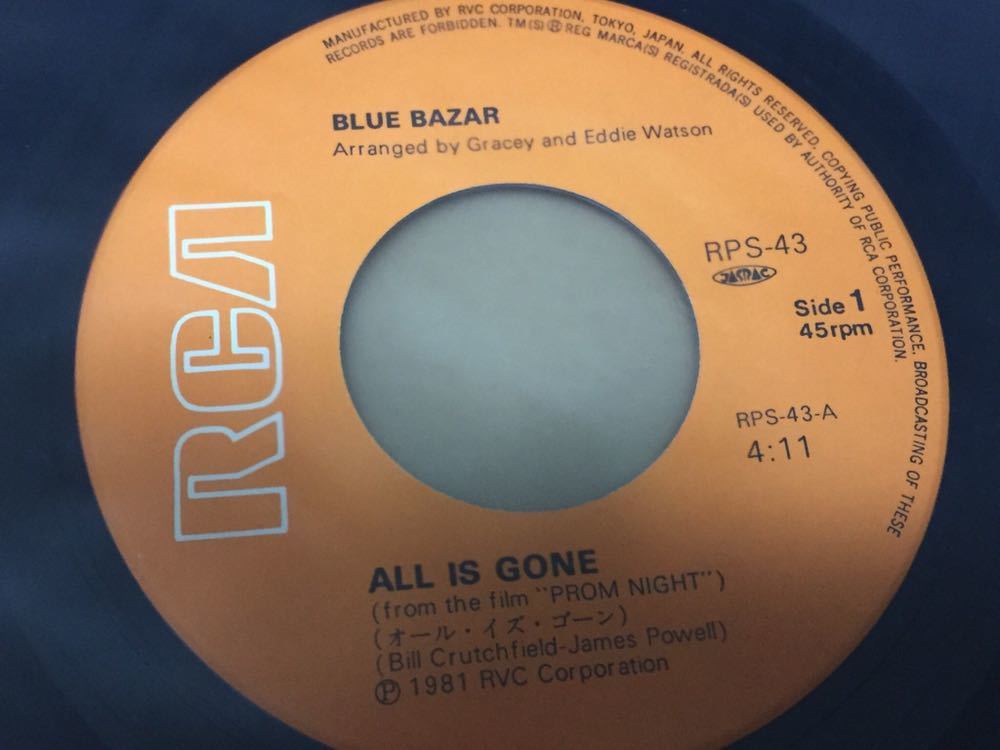 MANUFACTURED BY RVC CORPORATION, TOKYO, JAPAN. ALL RIGHTS RESERVED. COPYING PUBLIC PERFORMANCE, BROADCASTING OF THESE
RECORDS ARE FORBIDDEN. TM(S) ® REG MARCA(S) REGISTRADA(S) USED BY AUTHORITY OF RCA CORPORATION.
BLUE BAZAR
Arranged by Gracey and Eddie Watson
RCA
RPS-43
JASRAC
Side 1
45rpm
RPS-43-A
4:11
ALL IS GONE
(from the film "PROM NIGHT")
(オール・イズ・ゴーン)
(Bill Crutchfield-James Powell)
Ⓟ 1981 RVC Corporation